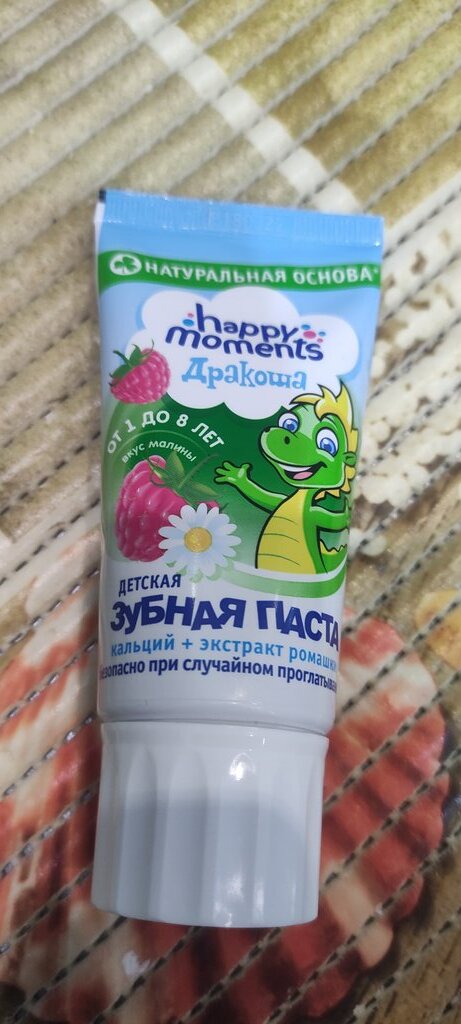 НАТУРАЛЬНАЯ ОСНОВА
happy
moments
Дракоша
ОТ 1 ДО 8 ЛЕТ
вкус малины
ДЕТСКАЯ
ЗУБНАЯ ПАСТА
кальций + экстракт ромашки
безопасно при случайном проглатыван